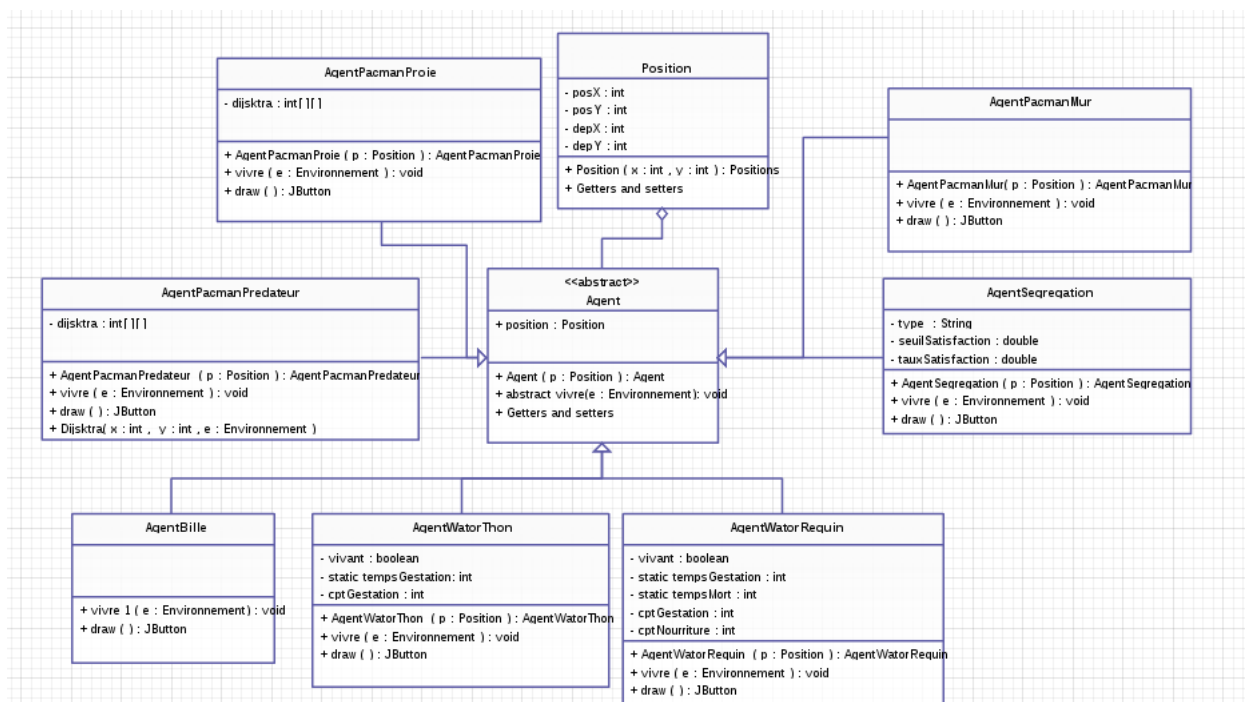 AgentPacmanProie
- dijsktra : int[ ][ ]
+ AgentPacmanProie ( p : Position ) : AgentPacmanProie
+ vivre ( e : Environnement ) : void
+ draw ( ) : JButton
Position
- posX : int
- posY : int
- depX : int
- depY : int
+ Position ( x : int , y : int ) : Positions
+ Getters and setters
AgentPacmanMur
+ AgentPacmanMur( p : Position ) : AgentPacmanMur
+ vivre ( e : Environnement ) : void
+ draw ( ) : JButton
AgentPacmanPredateur
- dijsktra : int[ ][ ]
+ AgentPacmanPredateur ( p : Position ) : AgentPacmanPredateur
+ vivre ( e : Environnement ) : void
+ draw ( ) : JButton
+ Dijsktra( x : int , y : int , e : Environnement )
<<abstract>>
Agent
+ position : Position
+ Agent ( p : Position ) : Agent
+ abstract vivre(e : Environnement): void
+ Getters and setters
AgentSegregation
- type : String
- seuilSatisfaction : double
- tauxSatisfaction : double
+ AgentSegregation ( p : Position ) : AgentSegregation
+ vivre ( e : Environnement ) : void
+ draw ( ) : JButton
AgentBille
+ vivre 1 ( e : Environnement) : void
+ draw ( ) : JButton
AgentWatorThon
- vivant : boolean
- static tempsGestation: int
- cptGestation : int
+ AgentWatorThon ( p : Position ) : AgentWatorThon
+ vivre ( e : Environnement ) : void
+ draw ( ) : JButton
AgentWatorRequin
- vivant : boolean
- static tempsGestation : int
- static tempsMort : int
- cptGestation : int
- cptNourriture : int
+ AgentWatorRequin ( p : Position ) : AgentWatorRequin
+ vivre ( e : Environnement ) : void
+ draw ( ) : JButton